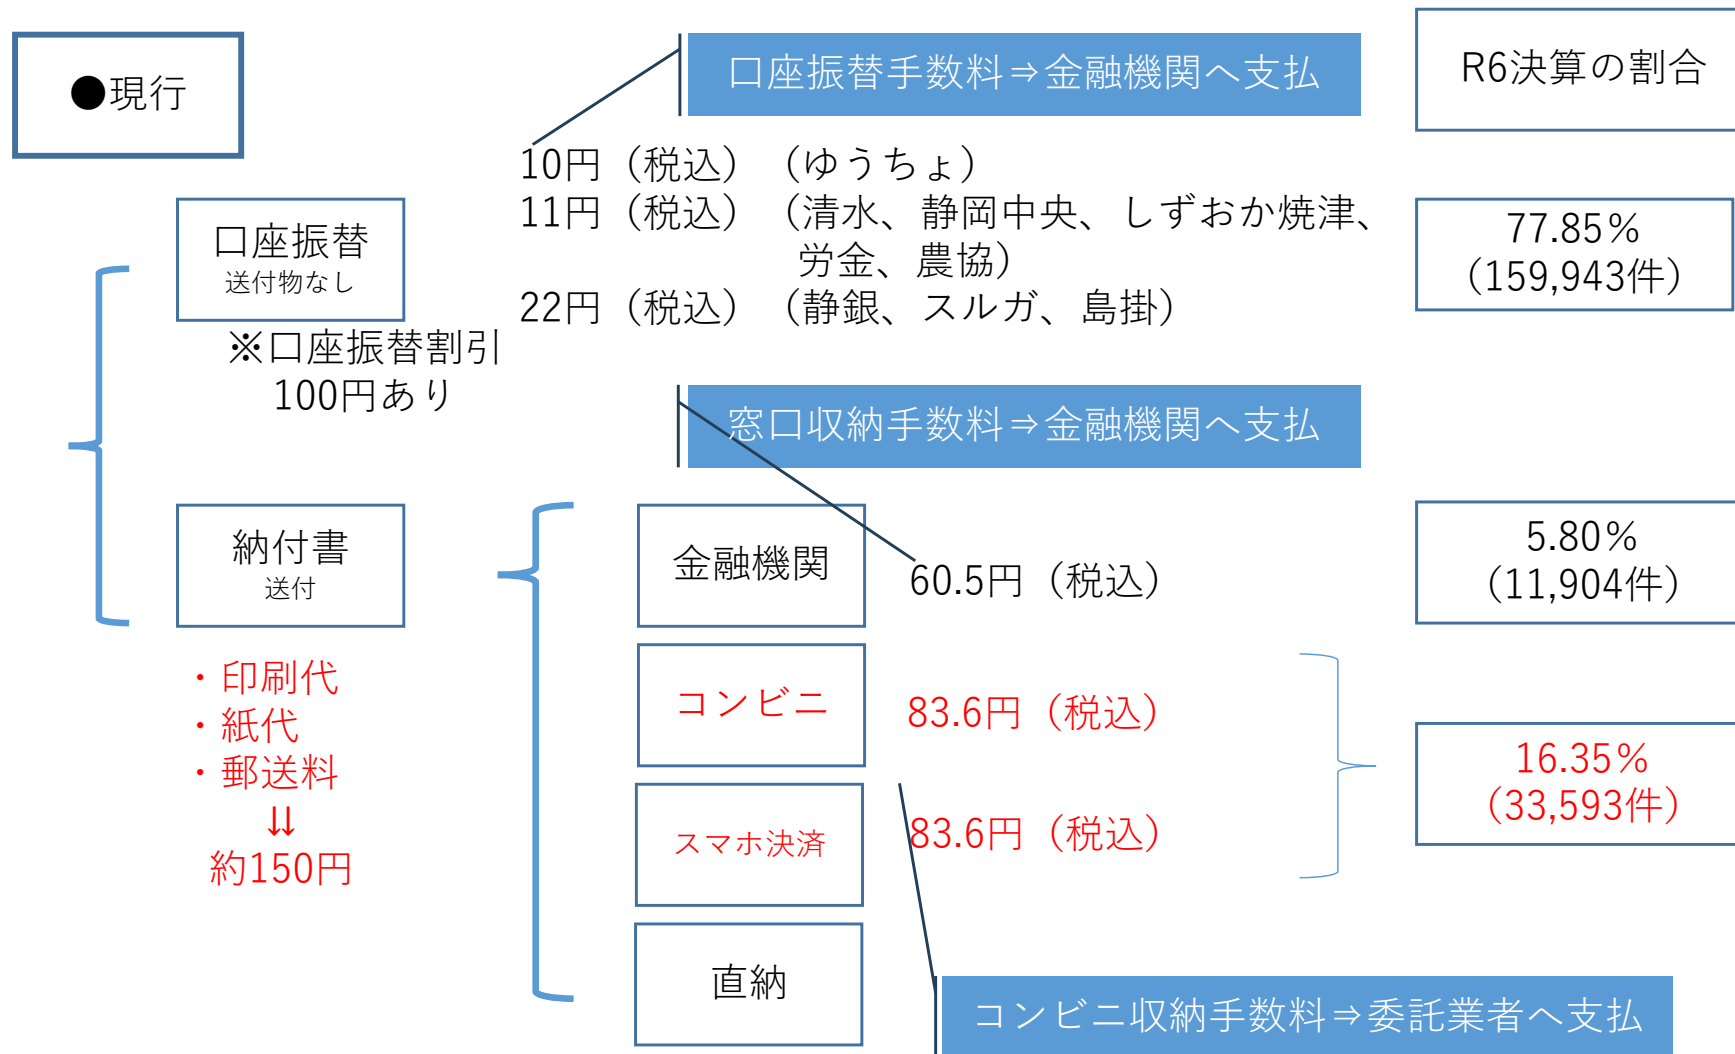 ●現行
口座振替手数料⇒金融機関へ支払
R6決算の割合
10円（税込）（ゆうちょ）
11円（税込）（清水、静岡中央、しずおか焼津、
労金、農協）
22円（税込）（静銀、スルガ、島掛）
口座振替
送付物なし
※口座振替割引
100円あり
77.85%
（159,943件）
窓口収納手数料⇒金融機関へ支払
納付書
送付
金融機関
60.5円（税込）
5.80%
（11,904件）
・印刷代
・紙代
・郵送料
⇊
約150円
コンビニ
83.6円（税込）
スマホ決済
83.6円（税込）
16.35%
（33,593件）
直納
コンビニ収納手数料⇒委託業者へ支払